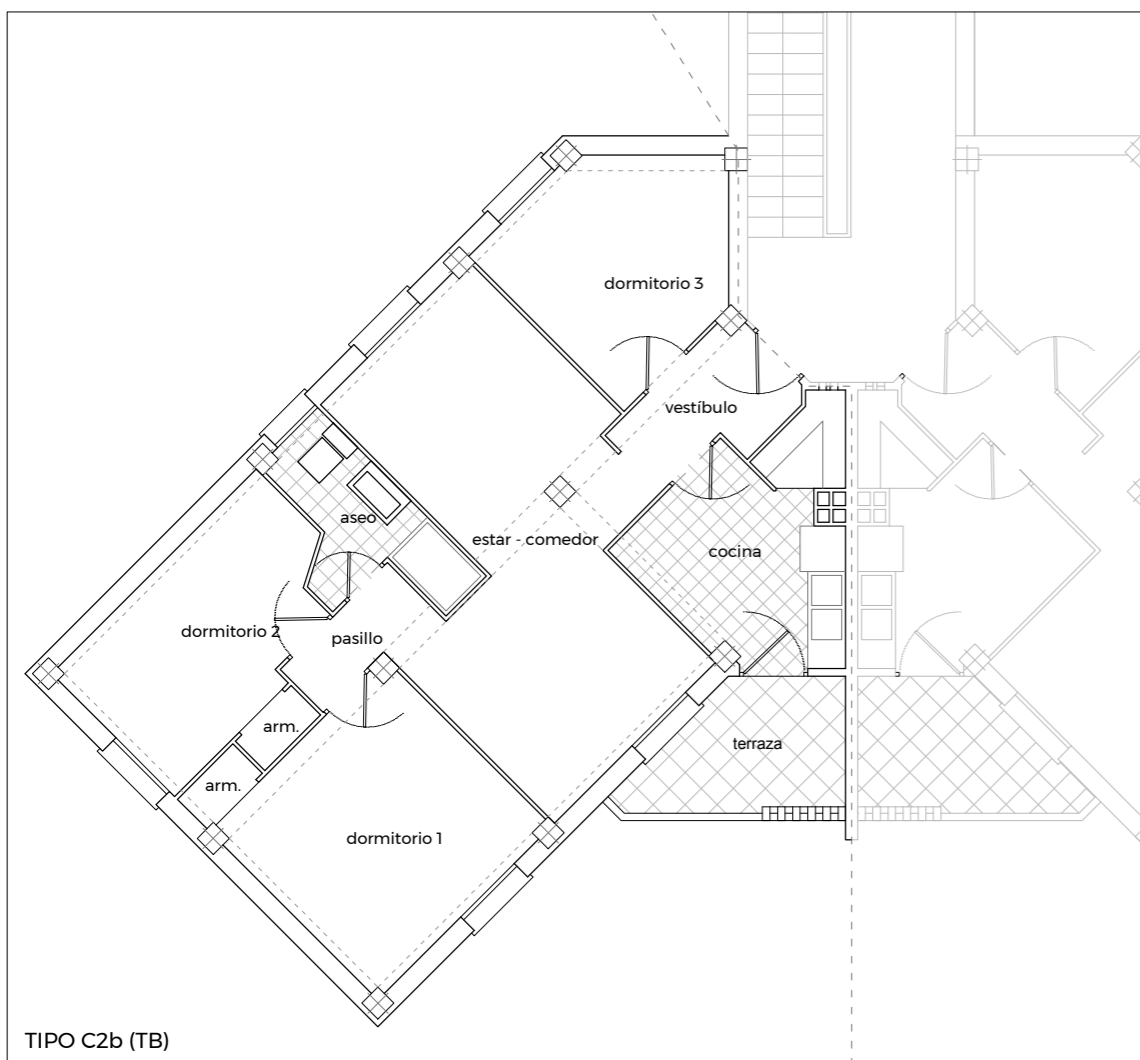 dormitorio 3
vestíbulo
aseo
estar - comedor
cocina
dormitorio 2
pasillo
arm.
terraza
arm.
dormitorio 1
TIPO C2b (TB)